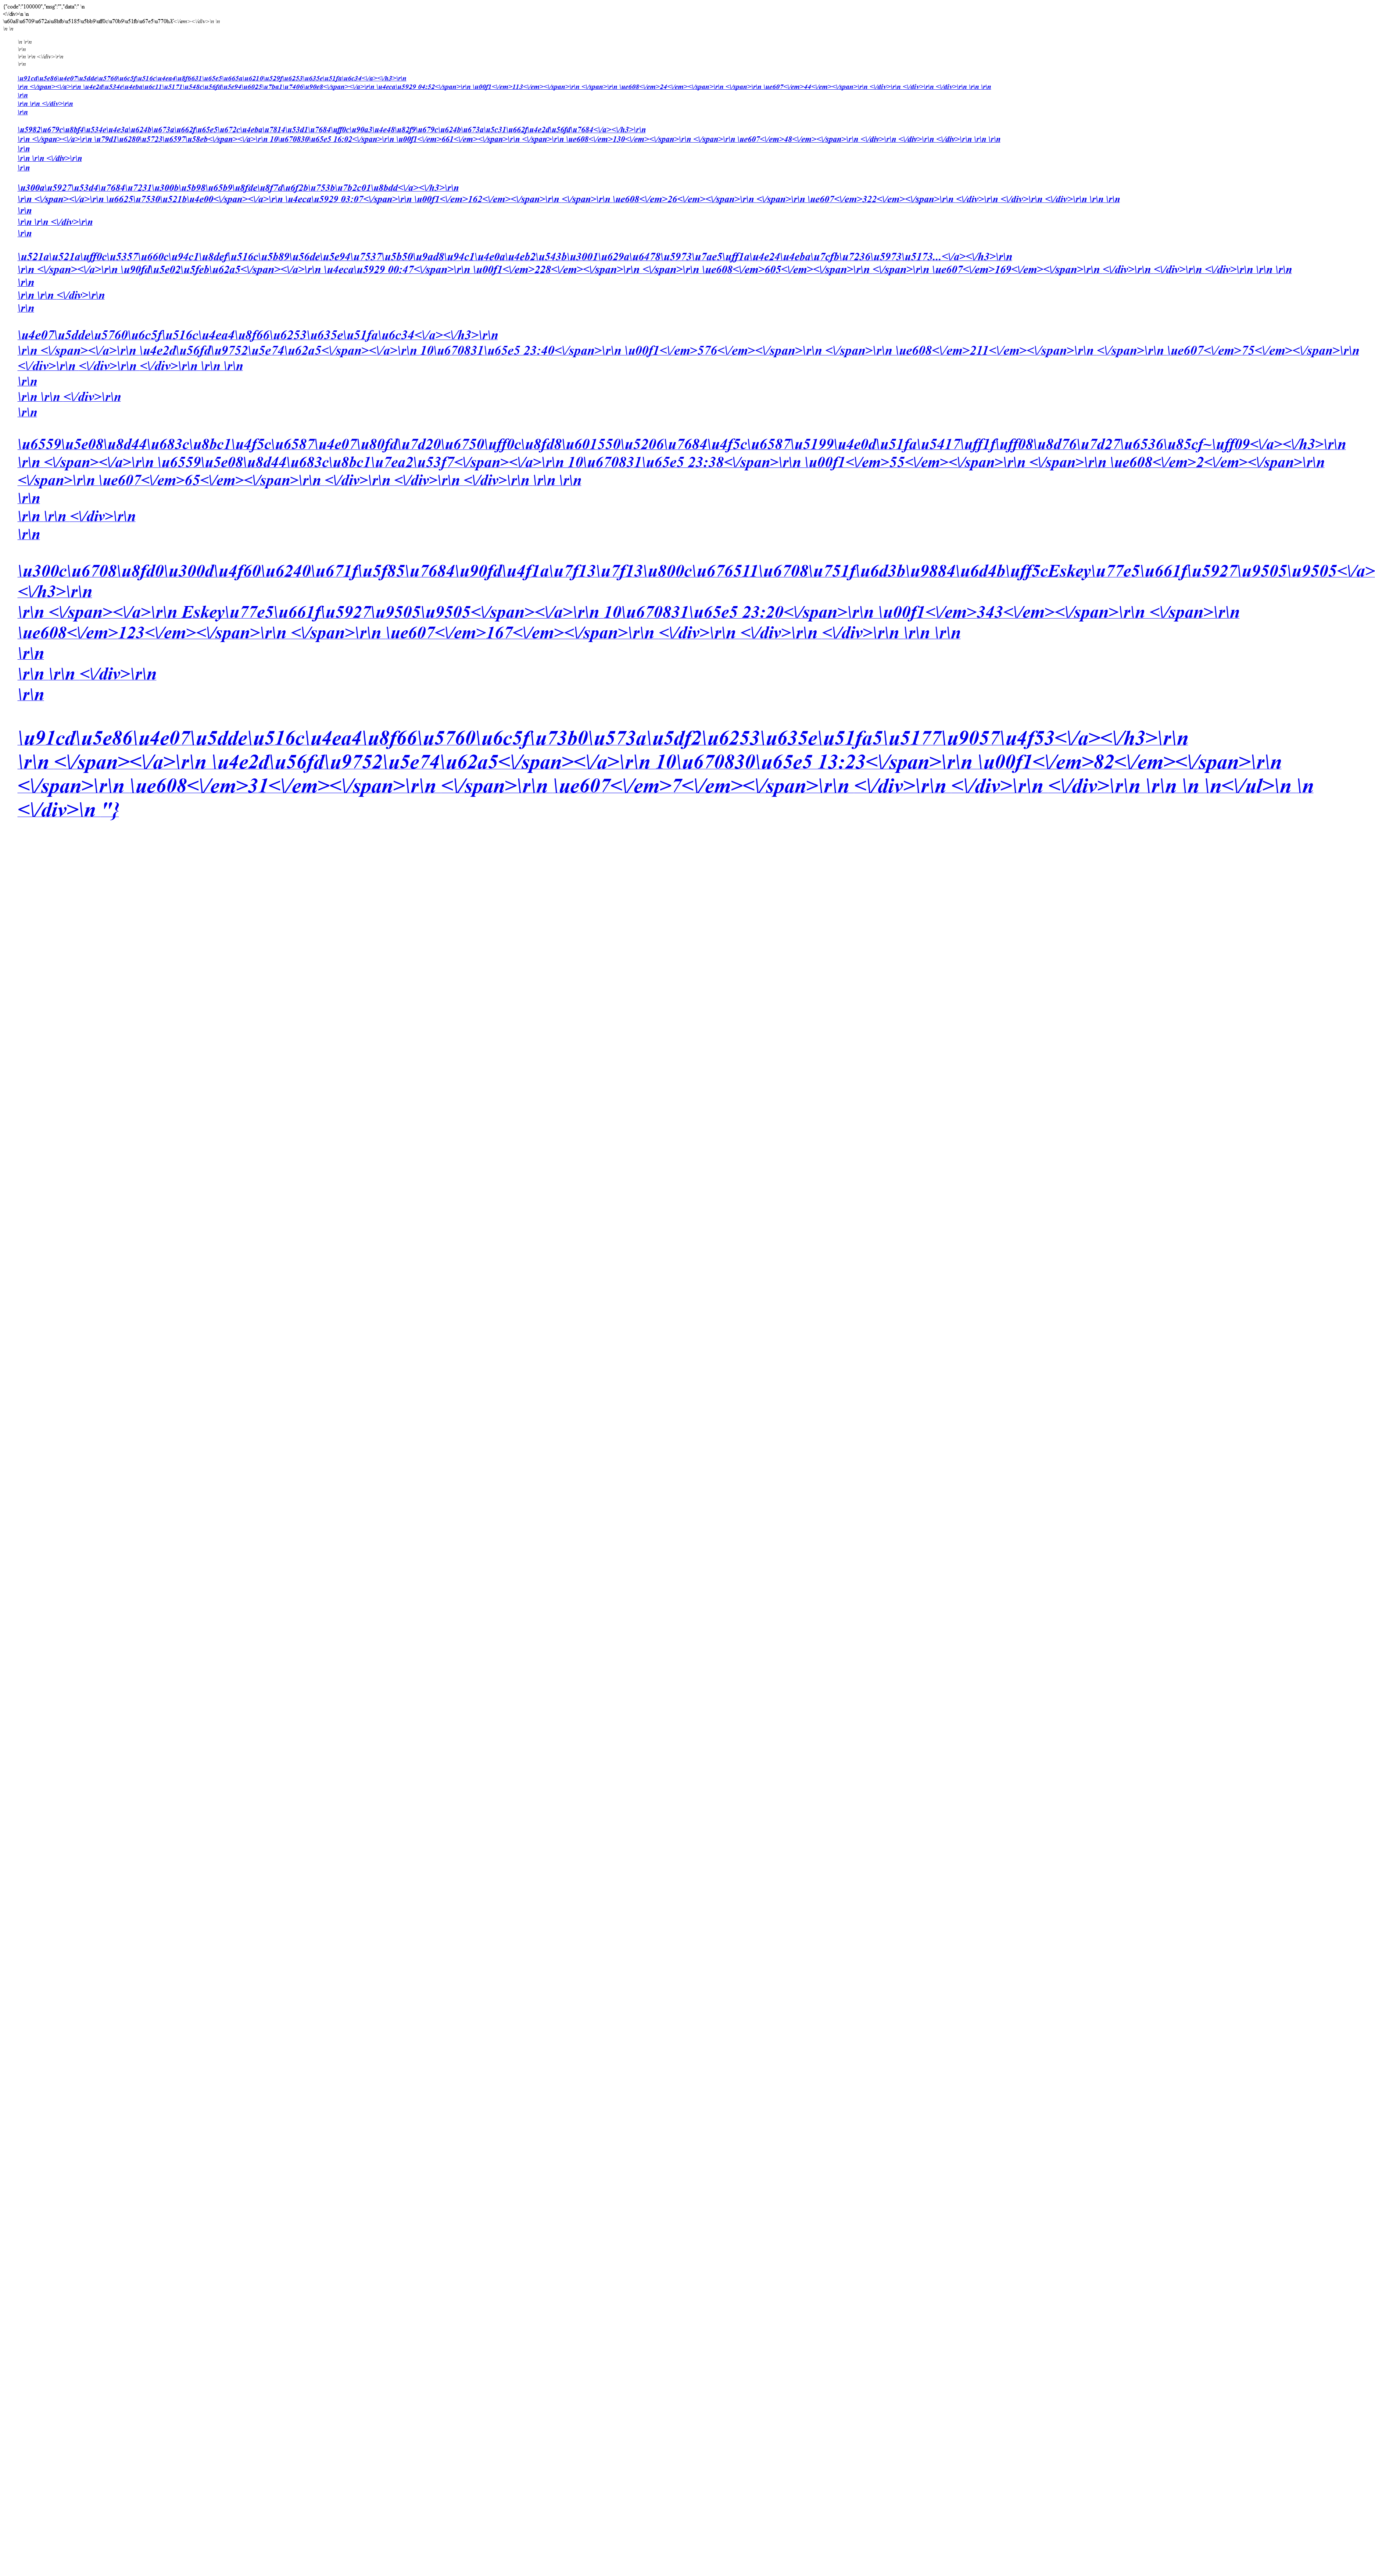 {"code":"100000","msg":"","data":" \n
<\/div>\n \n
\u60a8\u6709\u672a\u8bfb\u5185\u5bb9\uff0c\u70b9\u51fb\u67e5\u770bX<\/em><\/div>\n \n
\n \n
\n \r\n
\r\n
\r\n \r\n <\/div>\r\n
\r\n
\u91cd\u5e86\u4e07\u5dde\u5760\u6c5f\u516c\u4ea4\u8f6631\u65e5\u665a\u6210\u529f\u6253\u635e\u51fa\u6c34<\/a><\/h3>\r\n
\r\n <\/span><\/a>\r\n \u4e2d\u534e\u4eba\u6c11\u5171\u548c\u56fd\u5e94\u6025\u7ba1\u7406\u90e8<\/span><\/a>\r\n \u4eca\u5929 04:52<\/span>\r\n \u00f1<\/em>113<\/em><\/span>\r\n <\/span>\r\n \ue608<\/em>24<\/em><\/span>\r\n <\/span>\r\n \ue607<\/em>44<\/em><\/span>\r\n <\/div>\r\n <\/div>\r\n <\/div>\r\n \r\n \r\n
\r\n
\r\n \r\n <\/div>\r\n
\r\n
\u5982\u679c\u8bf4\u534e\u4e3a\u624b\u673a\u662f\u65e5\u672c\u4eba\u7814\u53d1\u7684\uff0c\u90a3\u4e48\u82f9\u679c\u624b\u673a\u5c31\u662f\u4e2d\u56fd\u7684<\/a><\/h3>\r\n
\r\n <\/span><\/a>\r\n \u79d1\u6280\u5723\u6597\u58eb<\/span><\/a>\r\n 10\u670830\u65e5 16:02<\/span>\r\n \u00f1<\/em>661<\/em><\/span>\r\n <\/span>\r\n \ue608<\/em>130<\/em><\/span>\r\n <\/span>\r\n \ue607<\/em>48<\/em><\/span>\r\n <\/div>\r\n <\/div>\r\n <\/div>\r\n \r\n \r\n
\r\n
\r\n \r\n <\/div>\r\n
\r\n
\u300a\u5927\u53d4\u7684\u7231\u300b\u5b98\u65b9\u8fde\u8f7d\u6f2b\u753b\u7b2c01\u8bdd<\/a><\/h3>\r\n
\r\n <\/span><\/a>\r\n \u6625\u7530\u521b\u4e00<\/span><\/a>\r\n \u4eca\u5929 03:07<\/span>\r\n \u00f1<\/em>162<\/em><\/span>\r\n <\/span>\r\n \ue608<\/em>26<\/em><\/span>\r\n <\/span>\r\n \ue607<\/em>322<\/em><\/span>\r\n <\/div>\r\n <\/div>\r\n <\/div>\r\n \r\n \r\n
\r\n
\r\n \r\n <\/div>\r\n
\r\n
\u521a\u521a\uff0c\u5357\u660c\u94c1\u8def\u516c\u5b89\u56de\u5e94\u7537\u5b50\u9ad8\u94c1\u4e0a\u4eb2\u543b\u3001\u629a\u6478\u5973\u7ae5\uff1a\u4e24\u4eba\u7cfb\u7236\u5973\u5173...<\/a><\/h3>\r\n
\r\n <\/span><\/a>\r\n \u90fd\u5e02\u5feb\u62a5<\/span><\/a>\r\n \u4eca\u5929 00:47<\/span>\r\n \u00f1<\/em>228<\/em><\/span>\r\n <\/span>\r\n \ue608<\/em>605<\/em><\/span>\r\n <\/span>\r\n \ue607<\/em>169<\/em><\/span>\r\n <\/div>\r\n <\/div>\r\n <\/div>\r\n \r\n \r\n
\r\n
\r\n \r\n <\/div>\r\n
\r\n
\u4e07\u5dde\u5760\u6c5f\u516c\u4ea4\u8f66\u6253\u635e\u51fa\u6c34<\/a><\/h3>\r\n
\r\n <\/span><\/a>\r\n \u4e2d\u56fd\u9752\u5e74\u62a5<\/span><\/a>\r\n 10\u670831\u65e5 23:40<\/span>\r\n \u00f1<\/em>576<\/em><\/span>\r\n <\/span>\r\n \ue608<\/em>211<\/em><\/span>\r\n <\/span>\r\n \ue607<\/em>75<\/em><\/span>\r\n
<\/div>\r\n <\/div>\r\n <\/div>\r\n \r\n \r\n
\r\n
\r\n \r\n <\/div>\r\n
\r\n
\u6559\u5e08\u8d44\u683c\u8bc1\u4f5c\u6587\u4e07\u80fd\u7d20\u6750\uff0c\u8fd8\u601550\u5206\u7684\u4f5c\u6587\u5199\u4e0d\u51fa\u5417\uff1f\uff08\u8d76\u7d27\u6536\u85cf~\uff09<\/a><\/h3>\r\n
\r\n <\/span><\/a>\r\n \u6559\u5e08\u8d44\u683c\u8bc1\u7ea2\u53f7<\/span><\/a>\r\n 10\u670831\u65e5 23:38<\/span>\r\n \u00f1<\/em>55<\/em><\/span>\r\n <\/span>\r\n \ue608<\/em>2<\/em><\/span>\r\n
<\/span>\r\n \ue607<\/em>65<\/em><\/span>\r\n <\/div>\r\n <\/div>\r\n <\/div>\r\n \r\n \r\n
\r\n
\r\n \r\n <\/div>\r\n
\r\n
\u300c\u6708\u8fd0\u300d\u4f60\u6240\u671f\u5f85\u7684\u90fd\u4f1a\u7f13\u7f13\u800c\u676511\u6708\u751f\u6d3b\u9884\u6d4b\uff5cEskey\u77e5\u661f\u5927\u9505\u9505<\/a>
<\/h3>\r\n
\r\n <\/span><\/a>\r\n Eskey\u77e5\u661f\u5927\u9505\u9505<\/span><\/a>\r\n 10\u670831\u65e5 23:20<\/span>\r\n \u00f1<\/em>343<\/em><\/span>\r\n <\/span>\r\n
\ue608<\/em>123<\/em><\/span>\r\n <\/span>\r\n \ue607<\/em>167<\/em><\/span>\r\n <\/div>\r\n <\/div>\r\n <\/div>\r\n \r\n \r\n
\r\n
\r\n \r\n <\/div>\r\n
\r\n
\u91cd\u5e86\u4e07\u5dde\u516c\u4ea4\u8f66\u5760\u6c5f\u73b0\u573a\u5df2\u6253\u635e\u51fa5\u5177\u9057\u4f53<\/a><\/h3>\r\n
\r\n <\/span><\/a>\r\n \u4e2d\u56fd\u9752\u5e74\u62a5<\/span><\/a>\r\n 10\u670830\u65e5 13:23<\/span>\r\n \u00f1<\/em>82<\/em><\/span>\r\n
<\/span>\r\n \ue608<\/em>31<\/em><\/span>\r\n <\/span>\r\n \ue607<\/em>7<\/em><\/span>\r\n <\/div>\r\n <\/div>\r\n <\/div>\r\n \r\n \n \n<\/ul>\n \n
<\/div>\n "}